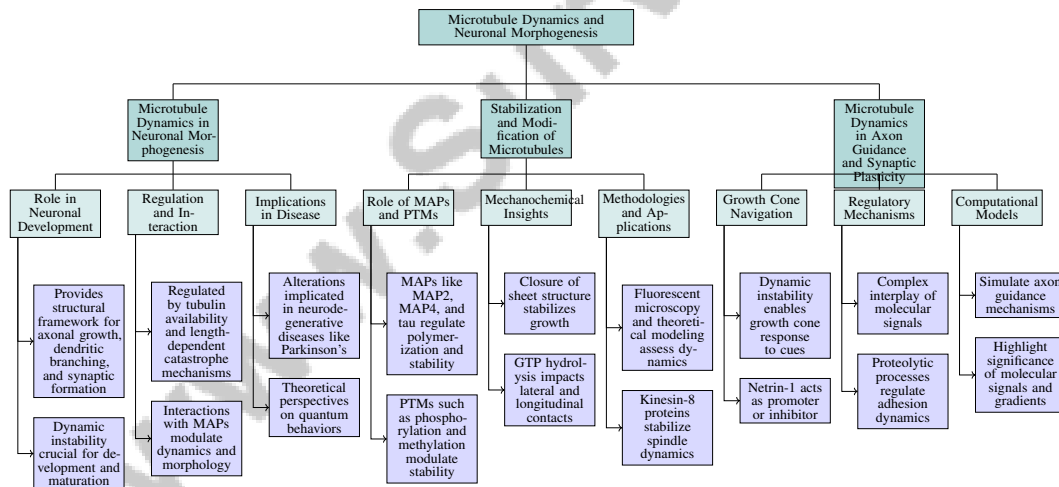 Microtubule Dynamics and
Neuronal Morphogenesis
Microtubule
Dynamics in
Neuronal Mor-
phogenesis
Stabilization
and Modi-
fication of
Microtubules
Microtubule
Dynamics
in Axon
Guidance
and Synaptic
Plasticity
Role in
Neuronal
Development
Regulation
and In-
teraction
Implications
in Disease
Role of MAPs
and PTMs
Mechanochemical
Insights
Methodologies
and Ap-
plications
Growth Cone
Navigation
Regulatory
Mechanisms
Computational
Models
Provides
structural
framework for
axonal growth,
dendritic
branching,
and synaptic
formation
Dynamic
instability
crucial for de-
velopment and
maturation
Regulated
by tubulin
availability
and length-
dependent
catastrophe
mechanisms
Interactions
with MAPs
modulate
dynamics and
morphology
Alterations
implicated
in neurode-
generative
diseases like
Parkinson's
Theoretical
perspectives
on quantum
behaviors
MAPs like
MAP2,
MAP4, and
tau regulate
polymer-
ization and
stability
PTMs such
as phospho-
rylation and
methylation
modulate
stability
Closure of
sheet structure
stabilizes
growth
GTP hydrol-
ysis impacts
lateral and
longitudinal
contacts
Fluorescent
microscopy
and theoreti-
cal modeling
assess dy-
namics
Kinesin-8
proteins
stabilize
spindle
dynamics
Dynamic
instability
enables
growth cone
response
to cues
Netrin-1 acts
as promoter
or inhibitor
Complex
interplay of
molecular
signals
Proteolytic
processes
regulate
adhesion
dynamics
Simulate axon
guidance
mechanisms
Highlight
significance
of molecular
signals and
gradients
www.Surv